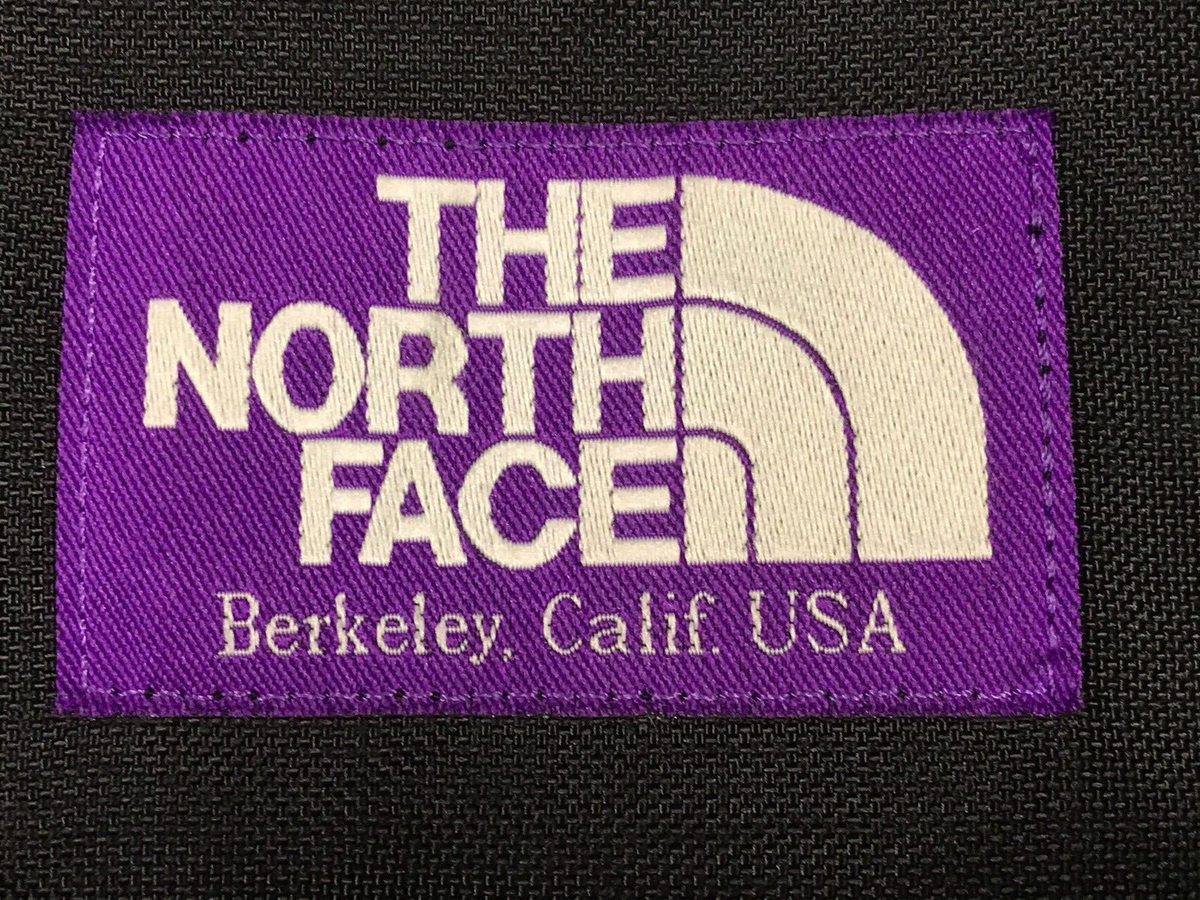 THE
NORTH
FACE
Berkeley, Calif. USA